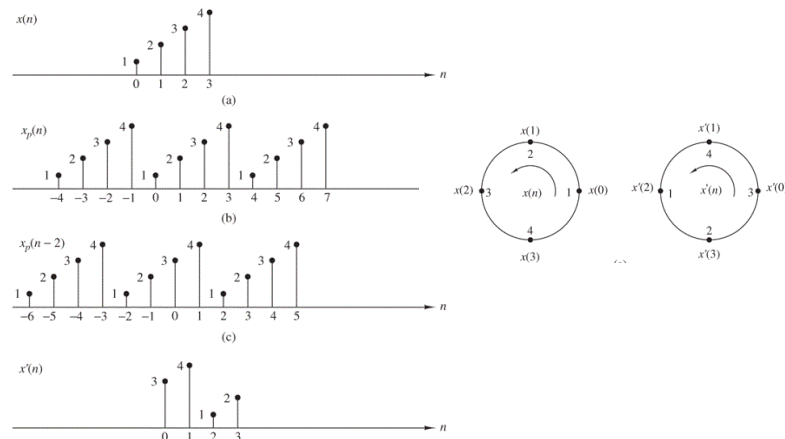 x(n)
1 2 3 4
0 1 2 3 n
(a)
x_p(n)
1 2 3 4 1 2 3 4 1 2 3 4
−4 −3 −2 −1 0 1 2 3 4 5 6 7
(b)
x_p(n − 2)
1 2 3 4 1 2 3 4 1 2 3 4
−6 −5 −4 −3 −2 −1 0 1 2 3 4 5 n
(c)
x′(n)
3 4 1 2
0 1 2 3 n
x(1)
2
x(2) 3 x(n) 1 x(0)
4
x(3)
x′(1)
4
x′(2) 1 x′(n) 3 x′(0)
2
x′(3)